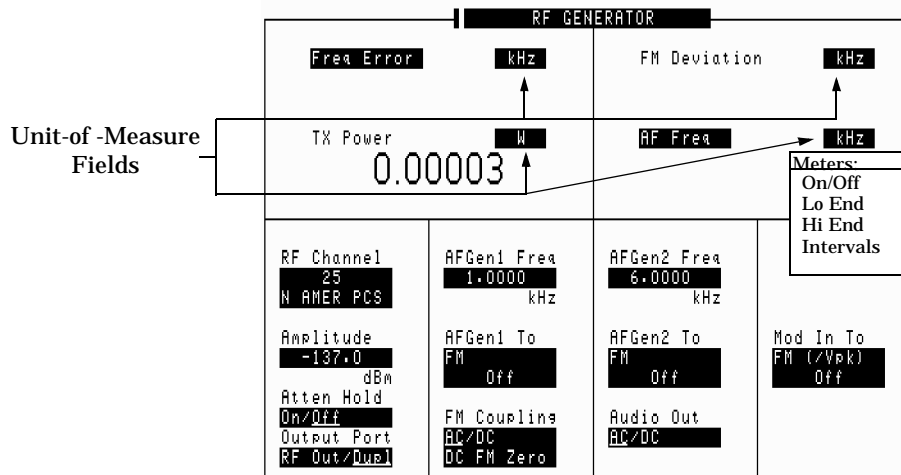 RF GENERATOR
Freq Error kHz FM Deviation kHz
Unit-of -Measure
Fields
TX Power W AF Freq kHz
0.00003
Meters:
On/Off
Lo End
Hi End
Intervals
RF Channel
25
N AMER PCS
Amplitude
-137.0
dBm
Atten Hold
On/Off
Output Port
RF Out/Dupl
AFGen1 Freq
1.0000
kHz
AFGen1 To
FM
Off
FM Coupling
AC/DC
DC FM Zero
AFGen2 Freq
6.0000
kHz
AFGen2 To
FM
Off
Audio Out
AC/DC
Mod In To
FM (/Vpk)
Off